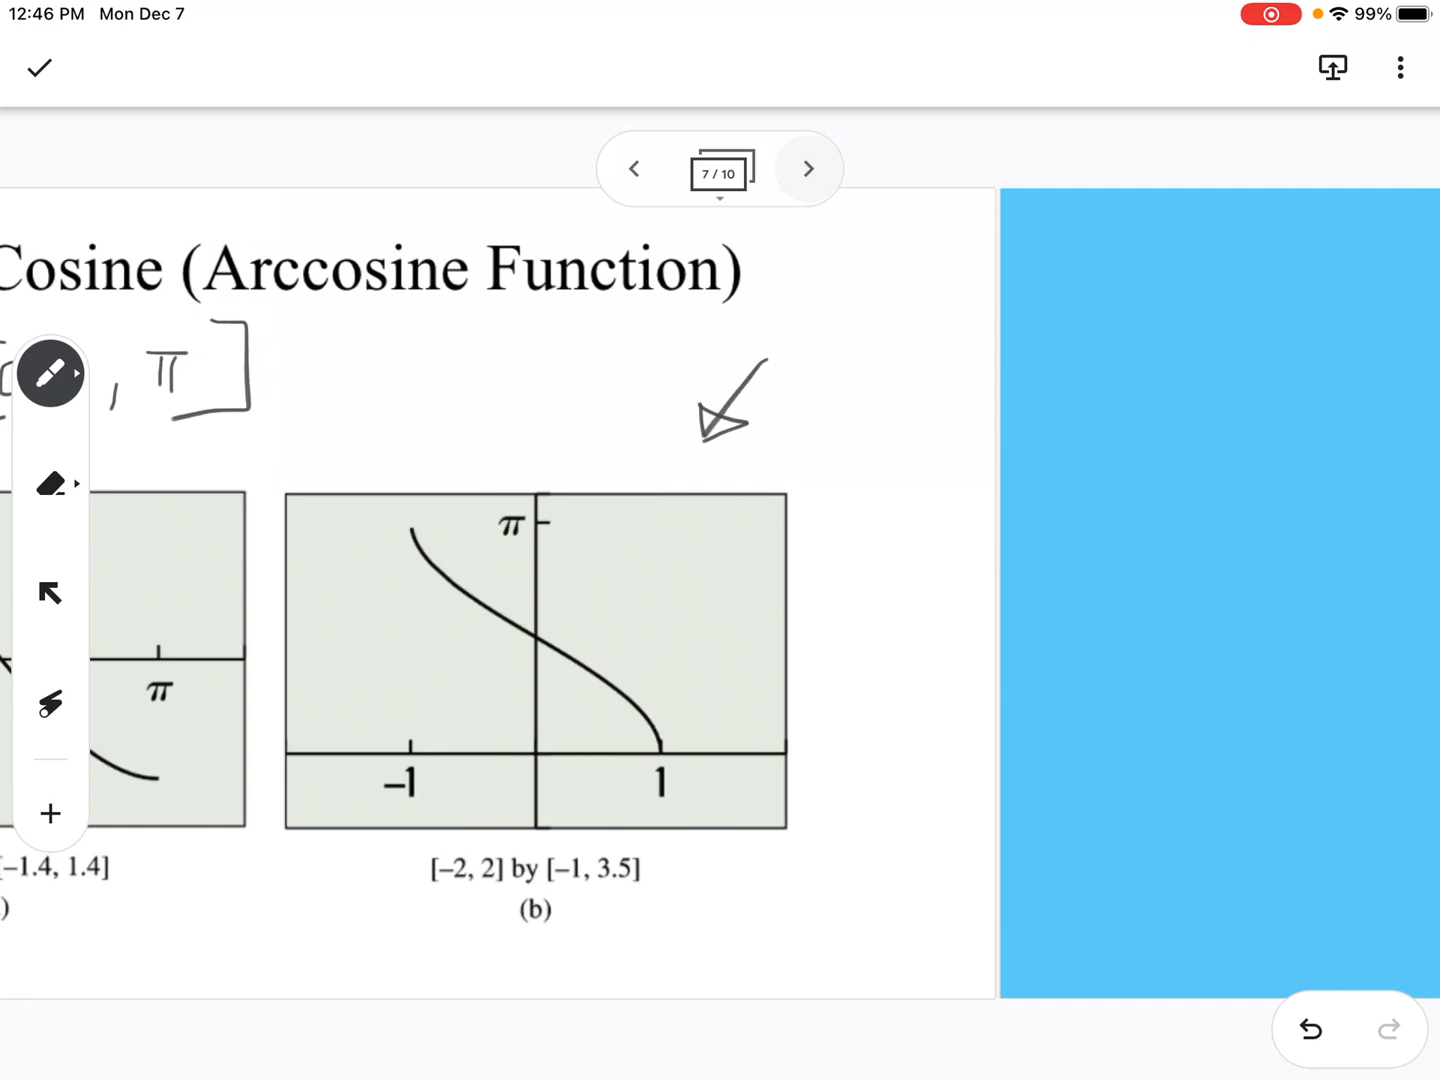 12:46 PM Mon Dec 7
99%
7 / 10
Cosine (Arccosine Function)
, π ]
π
π
–1
1
–1.4, 1.4]
[–2, 2] by [–1, 3.5]
)
(b)